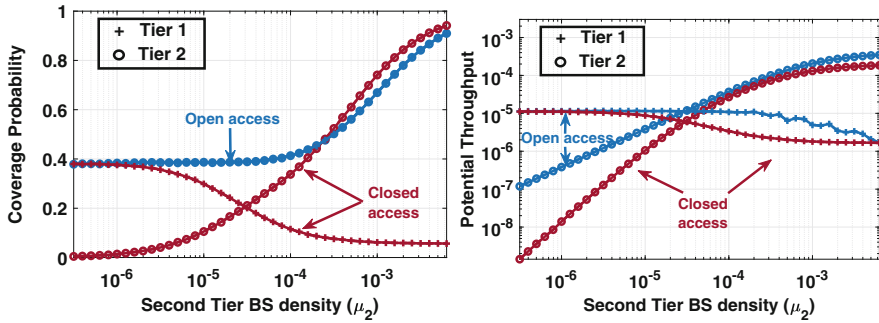 Coverage Probability
1
0.8
0.6
0.4
0.2
0
Tier 1
Tier 2
Open access
Closed
access
10^-6
10^-5
10^-4
10^-3
Second Tier BS density (μ_2)
Potential Throughput
10^-3
10^-4
10^-5
10^-6
10^-7
10^-8
Tier 1
Tier 2
Open access
Closed
access
10^-6
10^-5
10^-4
10^-3
Second Tier BS density (μ_2)